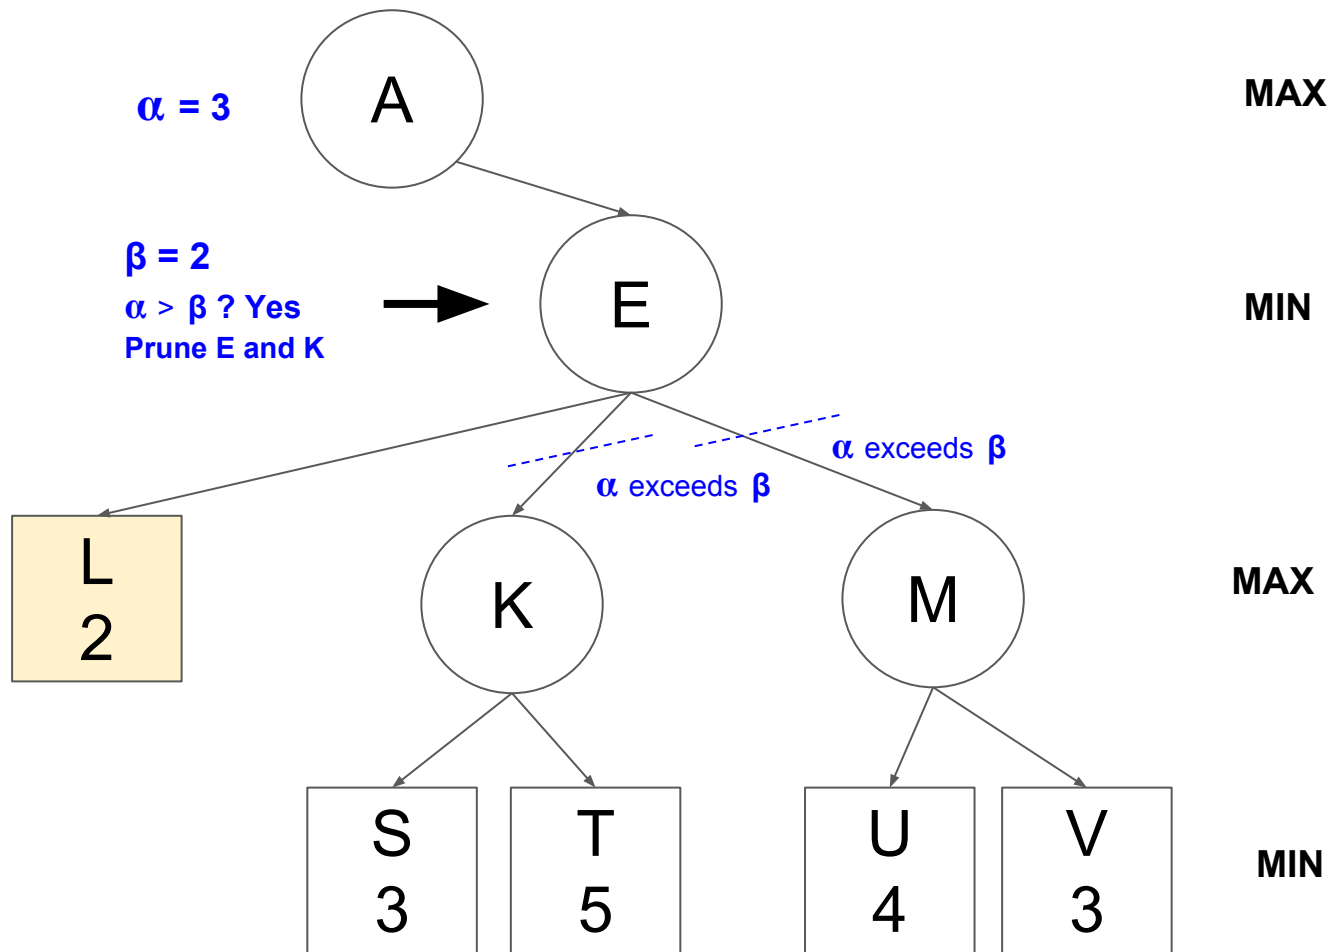 A
α = 3
MAX
β = 2
α > β ? Yes
Prune E and K
E
MIN
α exceeds β
α exceeds β
L
2
K
M
MAX
S
3
T
5
U
4
V
3
MIN